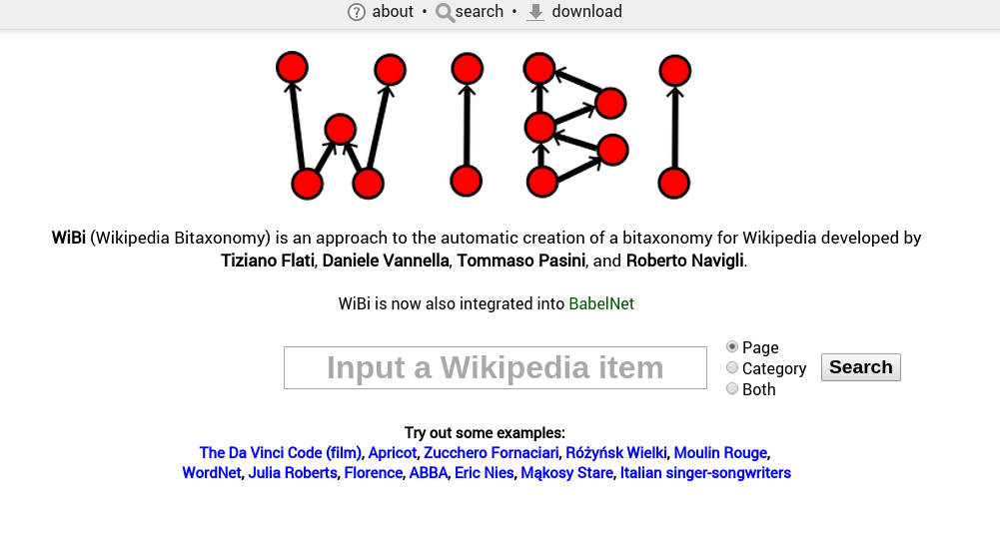 about • search • download
WIBI
WiBi (Wikipedia Bitaxonomy) is an approach to the automatic creation of a bitaxonomy for Wikipedia developed by
Tiziano Flati, Daniele Vannella, Tommaso Pasini, and Roberto Navigli.
WiBi is now also integrated into BabelNet
Input a Wikipedia item
Page
Category
Both
Search
Try out some examples:
The Da Vinci Code (film), Apricot, Zucchero Fornaciari, Różyńsk Wielki, Moulin Rouge,
WordNet, Julia Roberts, Florence, ABBA, Eric Nies, Mąkosy Stare, Italian singer-songwriters